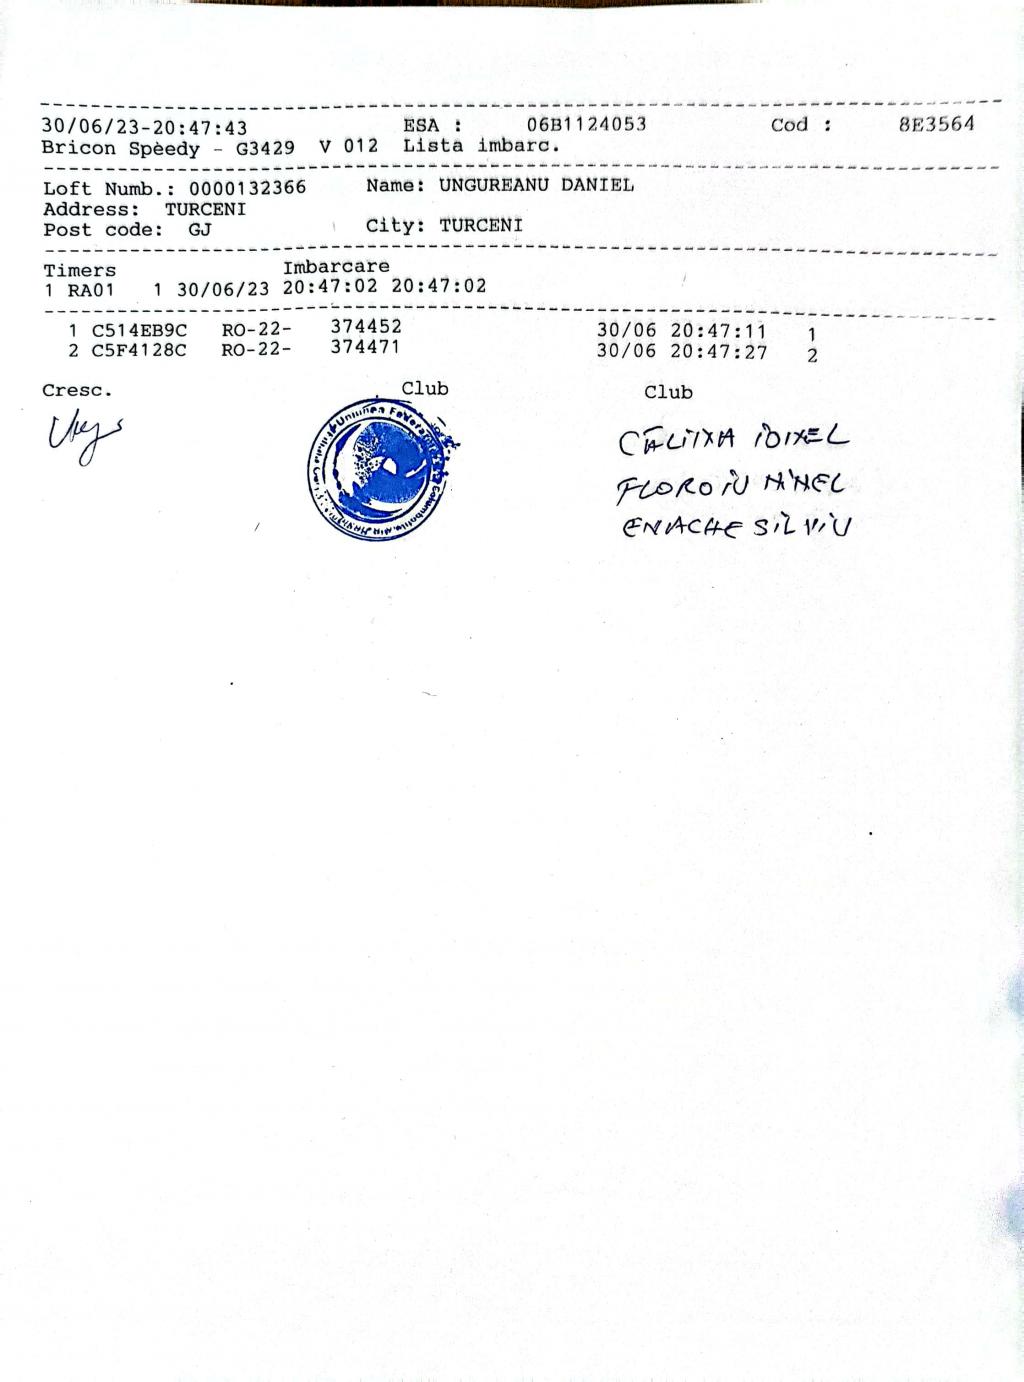 30/06/23-20:47:43 ESA : 06B1124053 Cod : 8E3564
Bricon Speedy - G3429 V 012 Lista imbarc.
Loft Numb.: 0000132366 Name: UNGUREANU DANIEL
Address: TURCENI
Post code: GJ City: TURCENI
Timers Imbarcare
1 RA01 1 30/06/23 20:47:02 20:47:02
1 C514EB9C RO-22- 374452 30/06 20:47:11 1
2 C5F4128C RO-22- 374471 30/06 20:47:27 2
Cresc. Club Club
Uniunea
FLOROIU NINEL
ENACHE SILVIU